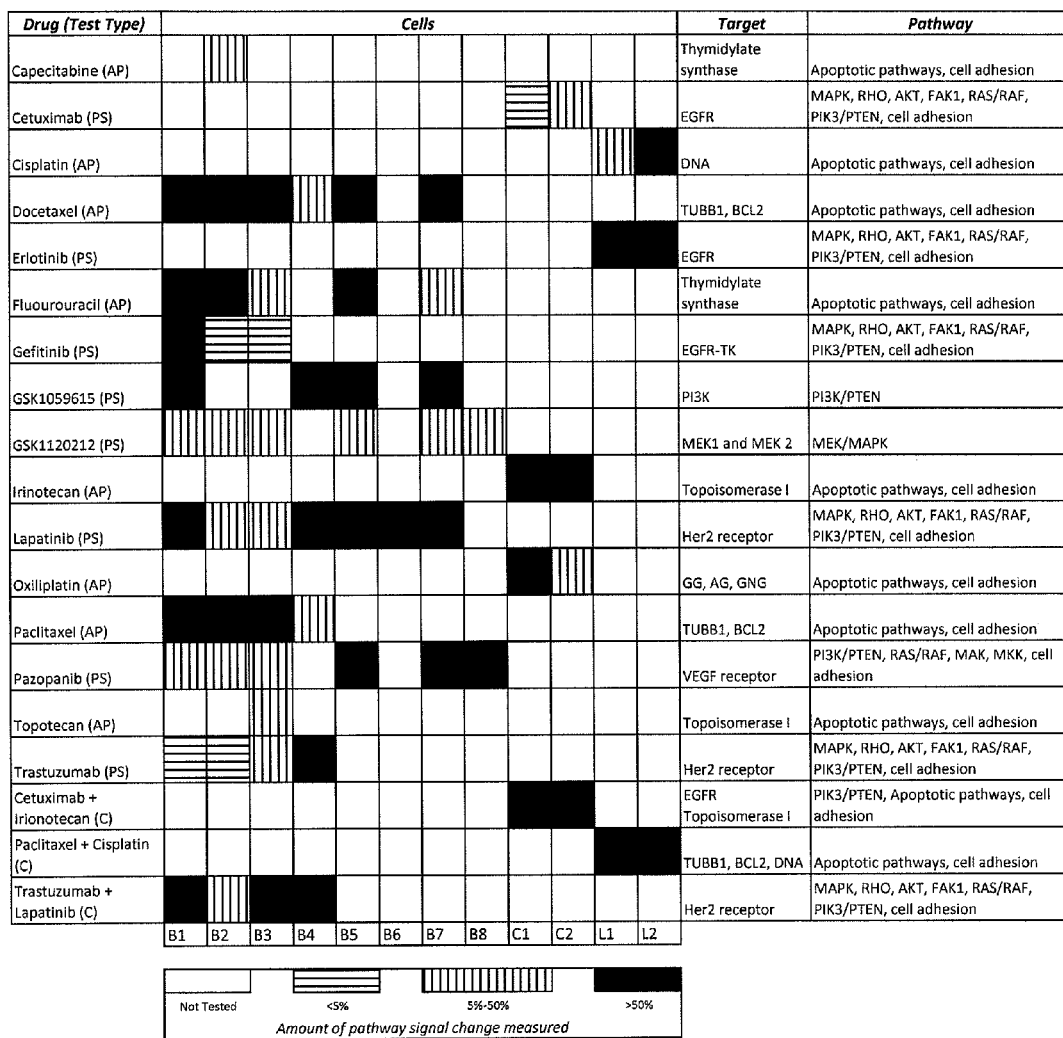 Drug (Test Type) Cells Target Pathway
Capecitabine (AP) Thymidylate synthase Apoptotic pathways, cell adhesion
Cetuximab (PS) EGFR MAPK, RHO, AKT, FAK1, RAS/RAF, PIK3/PTEN, cell adhesion
Cisplatin (AP) DNA Apoptotic pathways, cell adhesion
Docetaxel (AP) TUBB1, BCL2 Apoptotic pathways, cell adhesion
Erlotinib (PS) EGFR MAPK, RHO, AKT, FAK1, RAS/RAF, PIK3/PTEN, cell adhesion
Fluourouracil (AP) Thymidylate synthase Apoptotic pathways, cell adhesion
Gefitinib (PS) EGFR-TK MAPK, RHO, AKT, FAK1, RAS/RAF, PIK3/PTEN, cell adhesion
GSK1059615 (PS) PI3K PI3K/PTEN
GSK1120212 (PS) MEK1 and MEK 2 MEK/MAPK
Irinotecan (AP) Topoisomerase I Apoptotic pathways, cell adhesion
Lapatinib (PS) Her2 receptor MAPK, RHO, AKT, FAK1, RAS/RAF, PIK3/PTEN, cell adhesion
Oxiliplatin (AP) GG, AG, GNG Apoptotic pathways, cell adhesion
Paclitaxel (AP) TUBB1, BCL2 Apoptotic pathways, cell adhesion
Pazopanib (PS) VEGF receptor PI3K/PTEN, RAS/RAF, MAK, MKK, cell adhesion
Topotecan (AP) Topoisomerase I Apoptotic pathways, cell adhesion
Trastuzumab (PS) Her2 receptor MAPK, RHO, AKT, FAK1, RAS/RAF, PIK3/PTEN, cell adhesion
Cetuximab + Irionotecan (C) EGFR Topoisomerase I PIK3/PTEN, Apoptotic pathways, cell adhesion
Paclitaxel + Cisplatin (C) TUBB1, BCL2, DNA Apoptotic pathways, cell adhesion
Trastuzumab + Lapatinib (C) Her2 receptor MAPK, RHO, AKT, FAK1, RAS/RAF, PIK3/PTEN, cell adhesion
B1 B2 B3 B4 B5 B6 B7 B8 C1 C2 L1 L2
Not Tested <5% 5%-50% >50%
Amount of pathway signal change measured